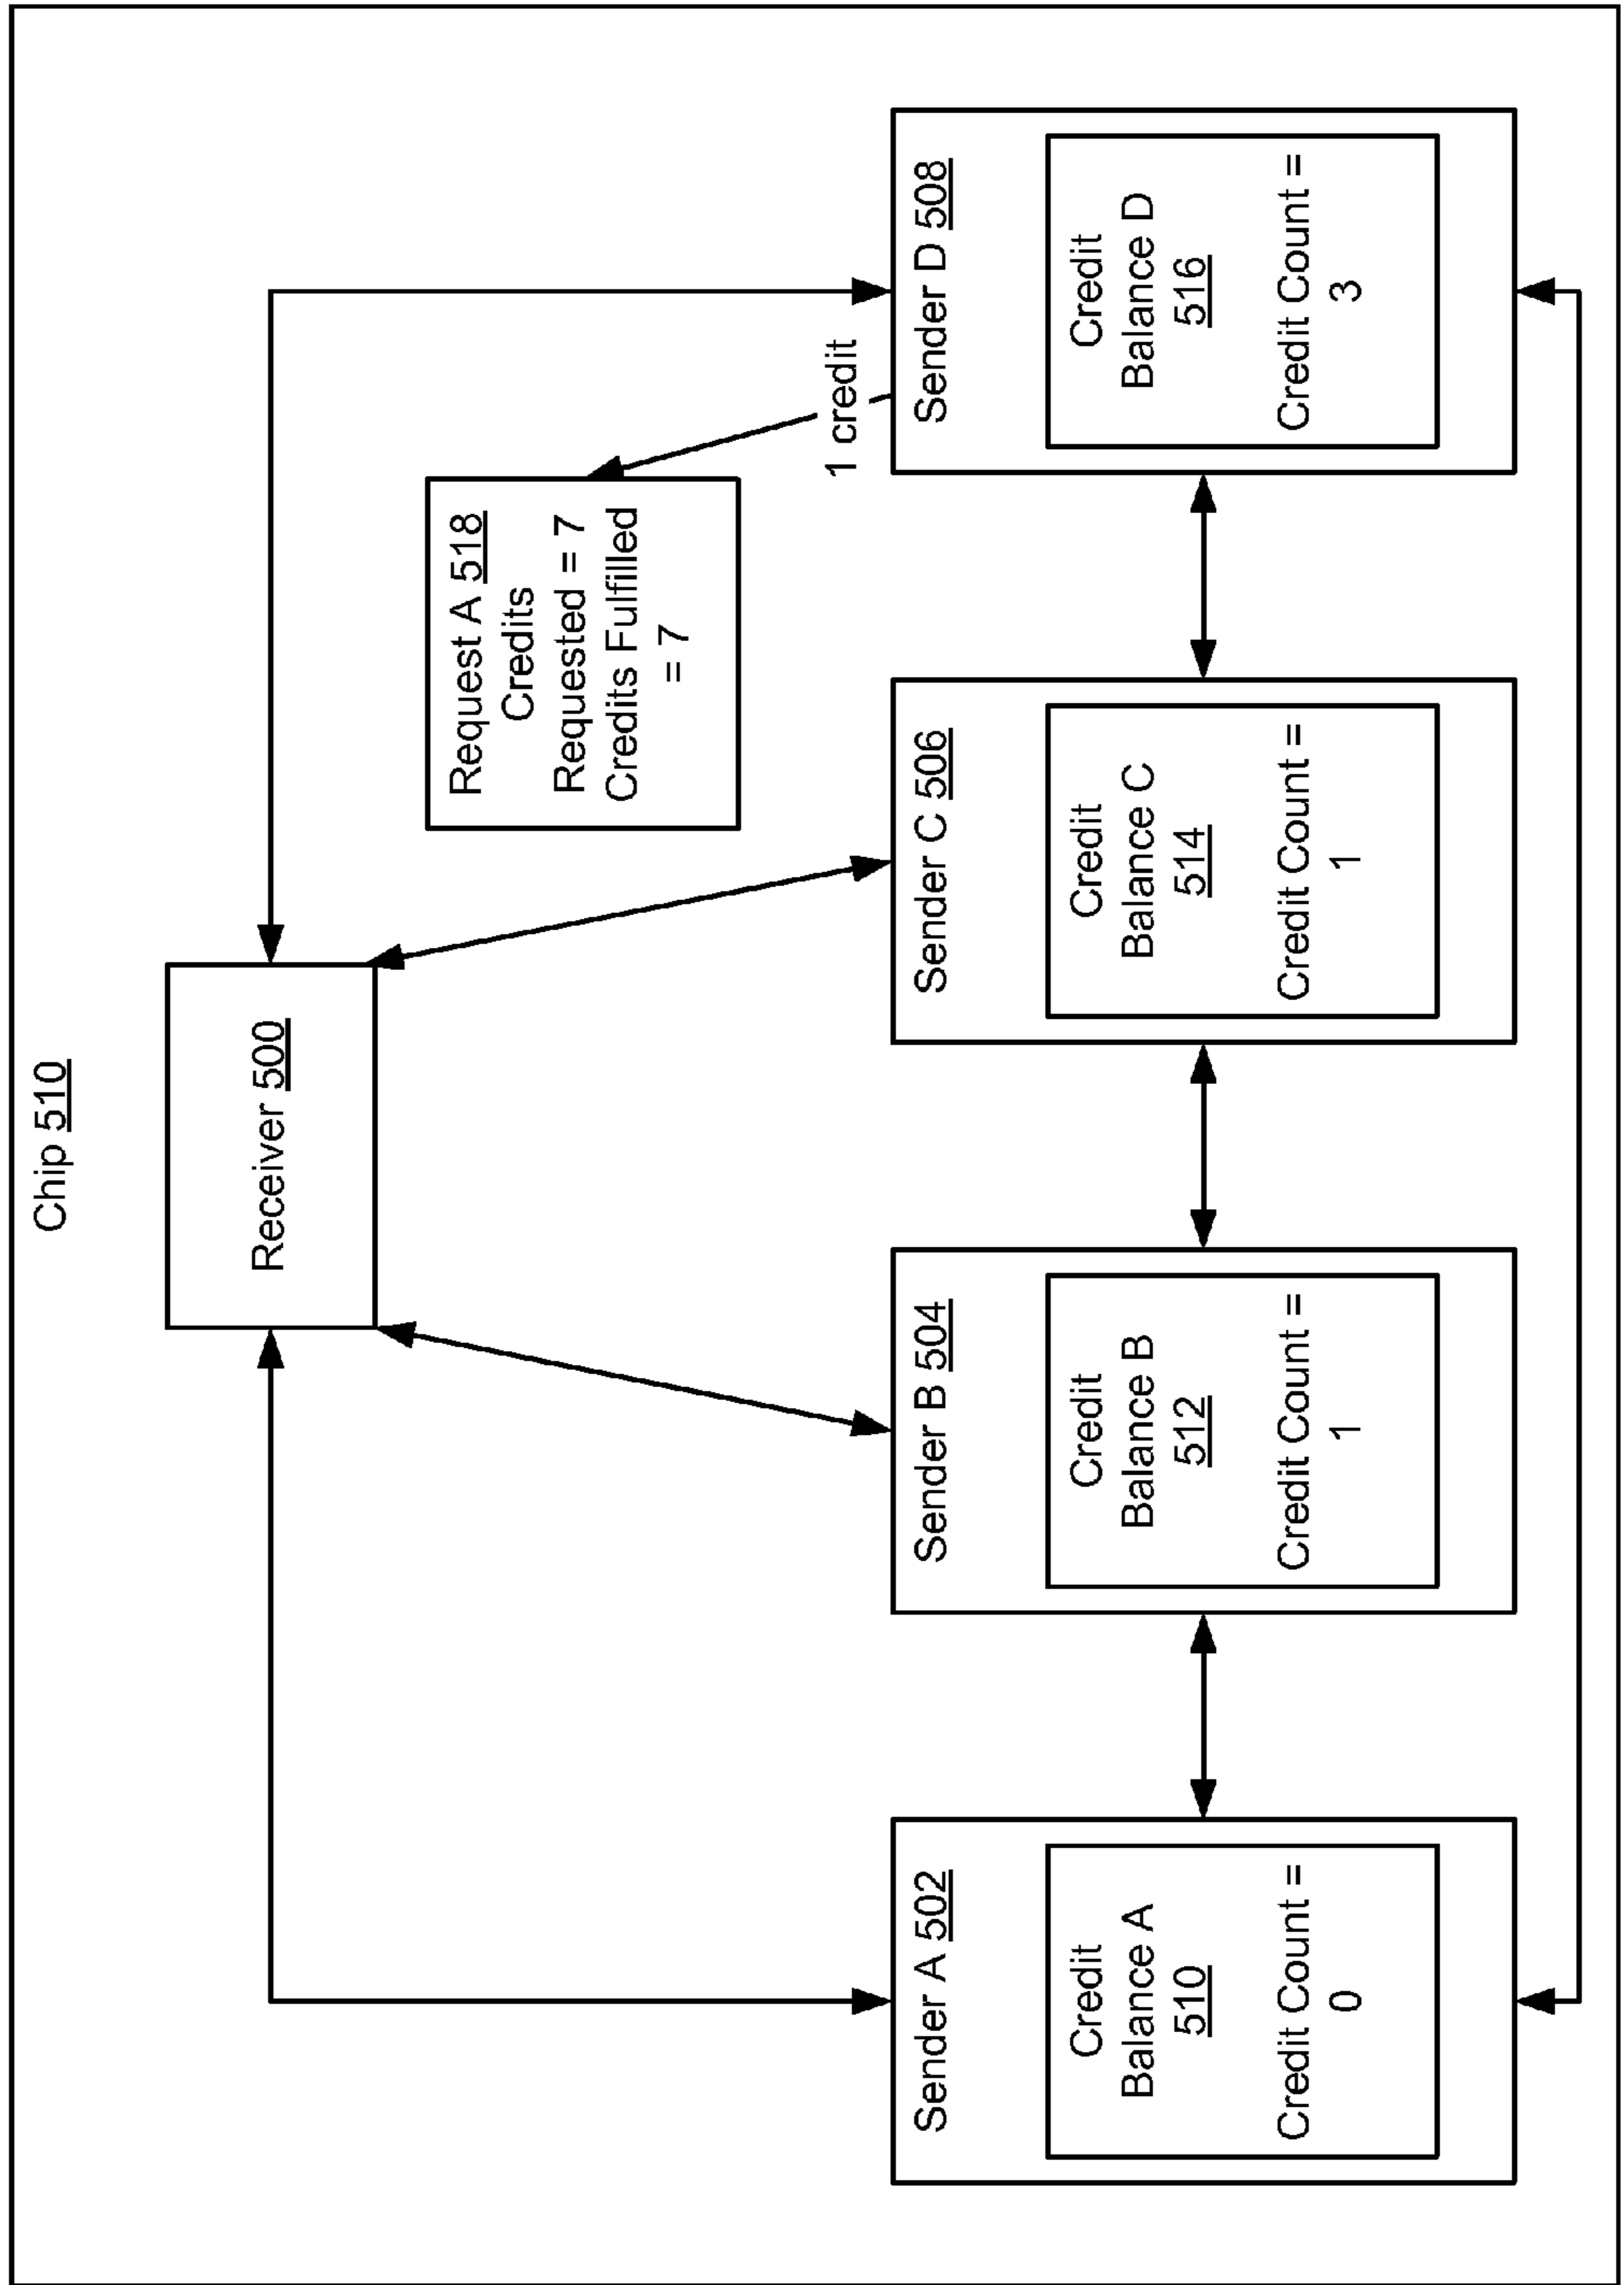 Chip 510
Receiver 500
Request A 518
Credits
Requested = 7
Credits Fulfilled
= 7
1 credit
Sender A 502
Credit
Balance A
510
Credit Count =
0
Sender B 504
Credit
Balance B
512
Credit Count =
1
Sender C 506
Credit
Balance C
514
Credit Count =
1
Sender D 508
Credit
Balance D
516
Credit Count =
3